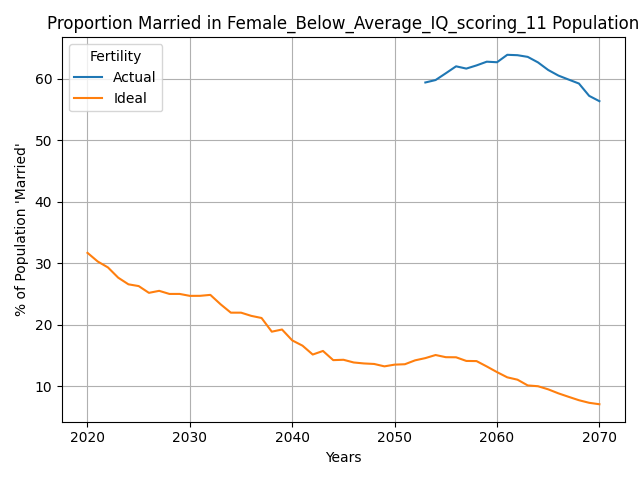 Proportion Married in Female_Below_Average_IQ_scoring_11 Population
Fertility
Actual
Ideal
% of Population 'Married'
60
50
40
30
20
10
2020 2030 2040 2050 2060 2070
Years